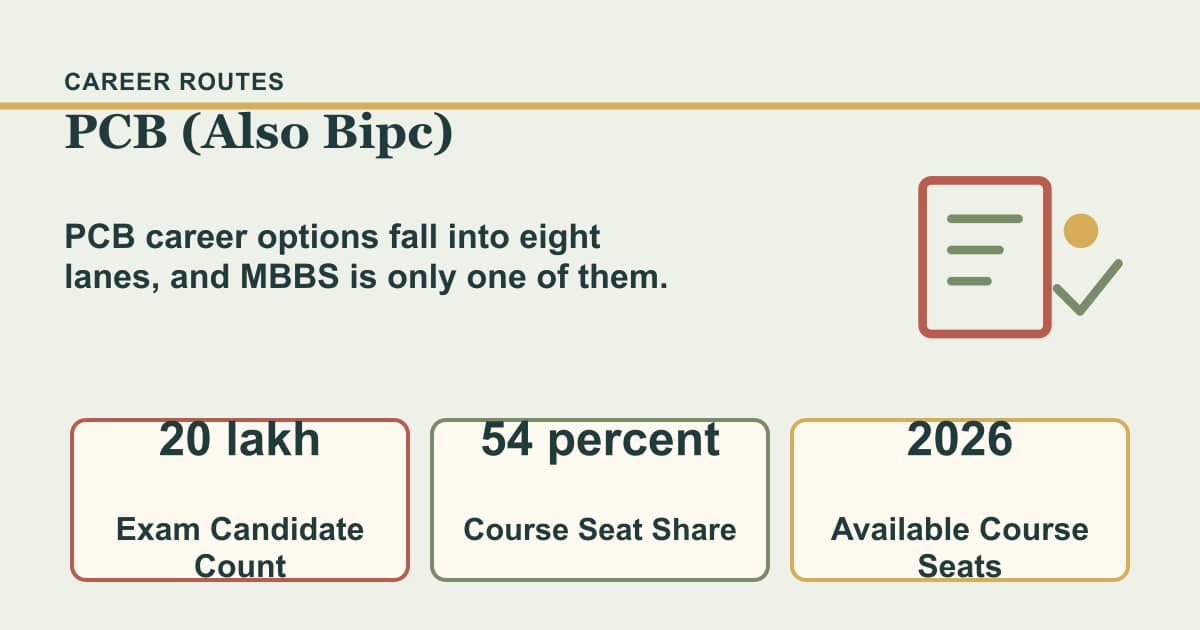 CAREER ROUTES
PCB (Also Bipc)
PCB career options fall into eight
lanes, and MBBS is only one of them.
20 lakh
Exam Candidate
Count
54 percent
Course Seat Share
2026
Available Course
Seats